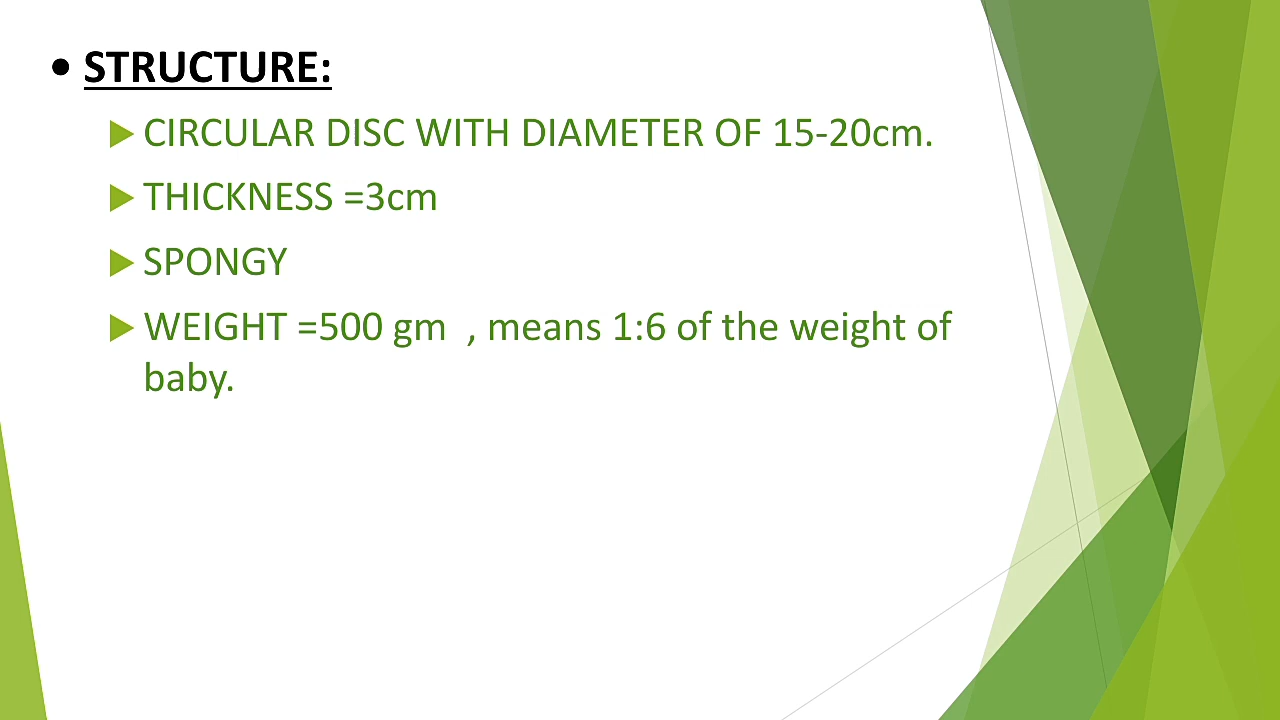 • STRUCTURE:
CIRCULAR DISC WITH DIAMETER OF 15-20cm.
THICKNESS =3cm
SPONGY
WEIGHT =500 gm , means 1:6 of the weight of
baby.